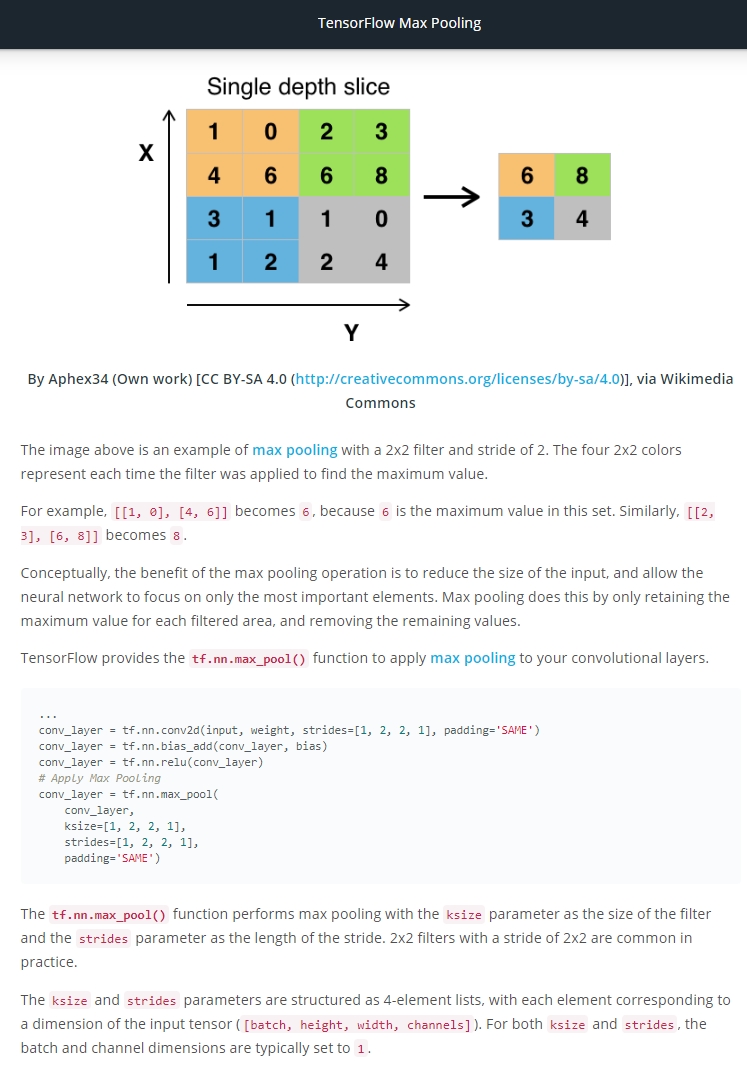 TensorFlow Max Pooling
Single depth slice
X
1 0 2 3
4 6 6 8
3 1 1 0
1 2 2 4
6 8
3 4
Y
By Aphex34 (Own work) [CC BY-SA 4.0 (http://creativecommons.org/licenses/by-sa/4.0)], via Wikimedia
Commons
The image above is an example of max pooling with a 2x2 filter and stride of 2. The four 2x2 colors
represent each time the filter was applied to find the maximum value.
For example, [[1, 0], [4, 6]] becomes 6, because 6 is the maximum value in this set. Similarly, [[2,
3], [6, 8]] becomes 8.
Conceptually, the benefit of the max pooling operation is to reduce the size of the input, and allow the
neural network to focus on only the most important elements. Max pooling does this by only retaining the
maximum value for each filtered area, and removing the remaining values.
TensorFlow provides the tf.nn.max_pool() function to apply max pooling to your convolutional layers.
...
conv_layer = tf.nn.conv2d(input, weight, strides=[1, 2, 2, 1], padding='SAME')
conv_layer = tf.nn.bias_add(conv_layer, bias)
conv_layer = tf.nn.relu(conv_layer)
# Apply Max Pooling
conv_layer = tf.nn.max_pool(
    conv_layer,
    ksize=[1, 2, 2, 1],
    strides=[1, 2, 2, 1],
    padding='SAME')
The tf.nn.max_pool() function performs max pooling with the ksize parameter as the size of the filter
and the strides parameter as the length of the stride. 2x2 filters with a stride of 2x2 are common in
practice.
The ksize and strides parameters are structured as 4-element lists, with each element corresponding to
a dimension of the input tensor ([batch, height, width, channels]). For both ksize and strides, the
batch and channel dimensions are typically set to 1.